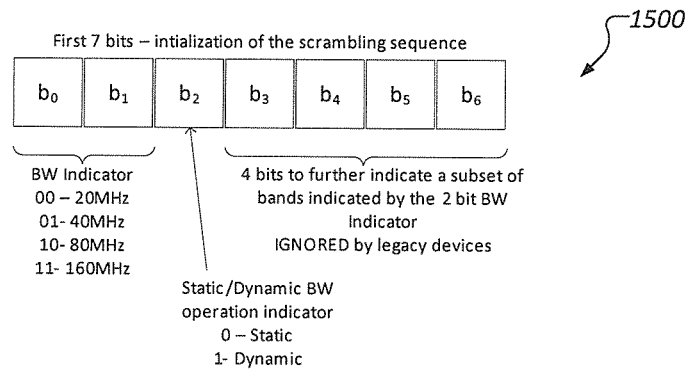 1500
First 7 bits – intialization of the scrambling sequence
b0 b1 b2 b3 b4 b5 b6
BW Indicator
00 – 20MHz
01- 40MHz
10- 80MHz
11- 160MHz
4 bits to further indicate a subset of
bands indicated by the 2 bit BW
Indicator
IGNORED by legacy devices
Static/Dynamic BW
operation indicator
0 – Static
1- Dynamic